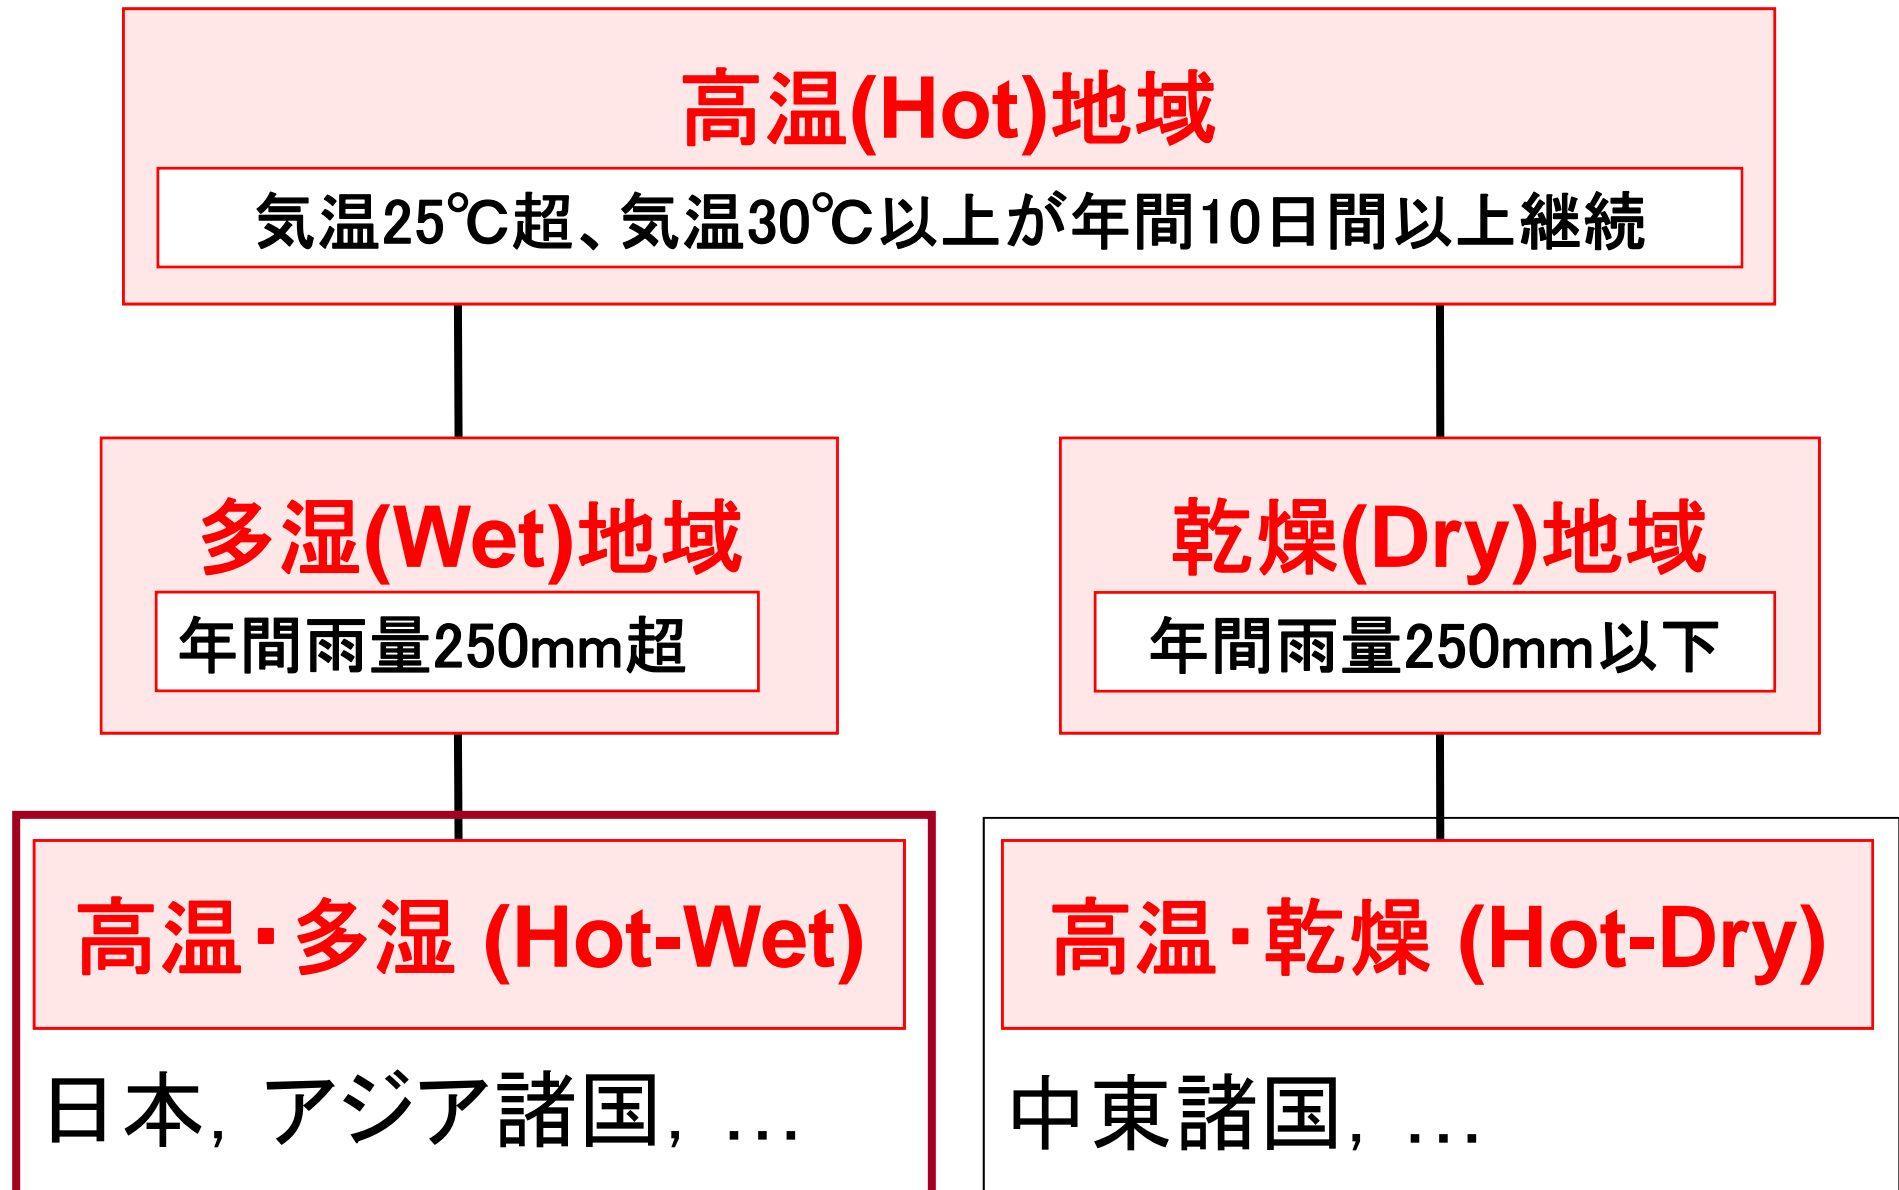 高温(Hot)地域
気温25℃超、気温30℃以上が年間10日間以上継続
多湿(Wet)地域
年間雨量250mm超
乾燥(Dry)地域
年間雨量250mm以下
高温・多湿 (Hot-Wet)
日本, アジア諸国, …
高温・乾燥 (Hot-Dry)
中東諸国, …